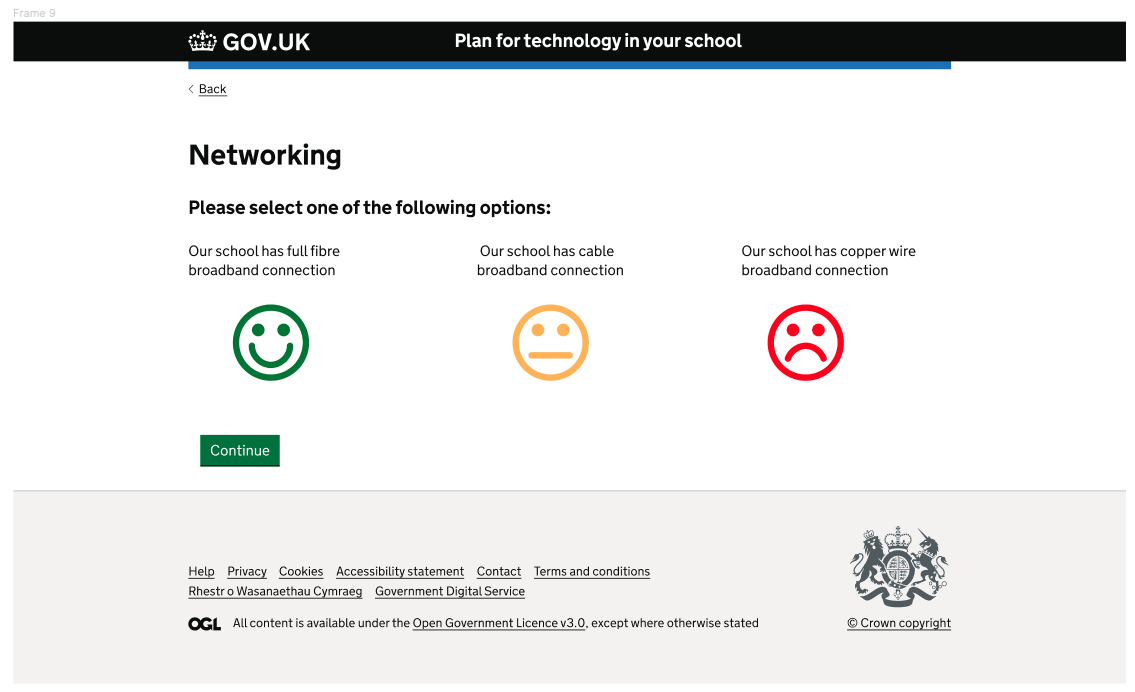 Frame 9
GOV.UK
Plan for technology in your school
Back
Networking
Please select one of the following options:
Our school has full fibre
broadband connection
Our school has cable
broadband connection
Our school has copper wire
broadband connection
Continue
Help Privacy Cookies Accessibility statement Contact Terms and conditions
Rhestr o Wasanaethau Cymraeg Government Digital Service
OGL All content is available under the Open Government Licence v3.0, except where otherwise stated
© Crown copyright